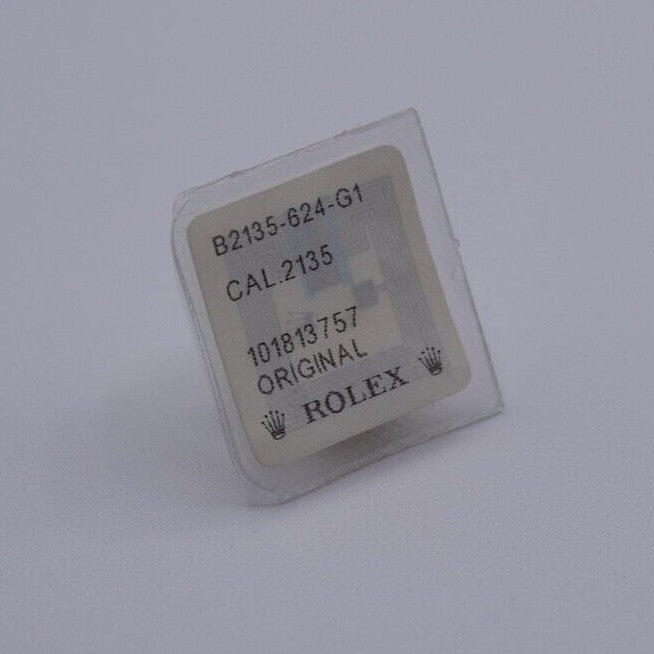 B2135-624-G1
CAL.2135
101813757
ORIGINAL
ROLEX